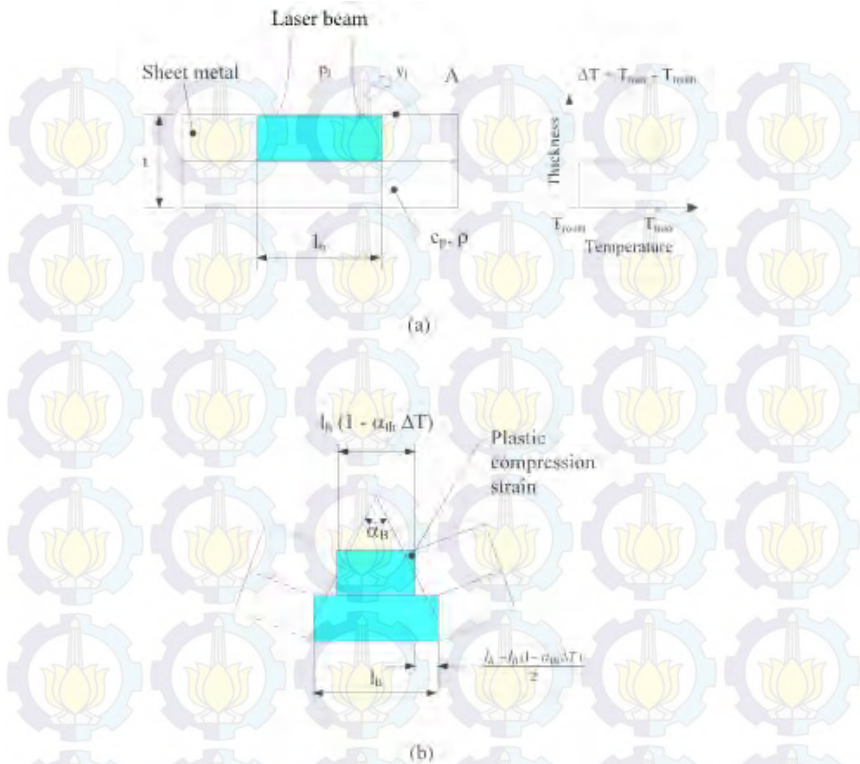 Laser beam
Sheet metal
p_l
v_l
A
ΔT = T_max - T_room
t
Thickness
T_room
T_max
Temperature
l_h
c_p, ρ
(a)
l_h (1 - α_th ΔT)
Plastic
compression
strain
α_B
l_h - l_h (1 - α_th ΔT)
2
l_h
(b)